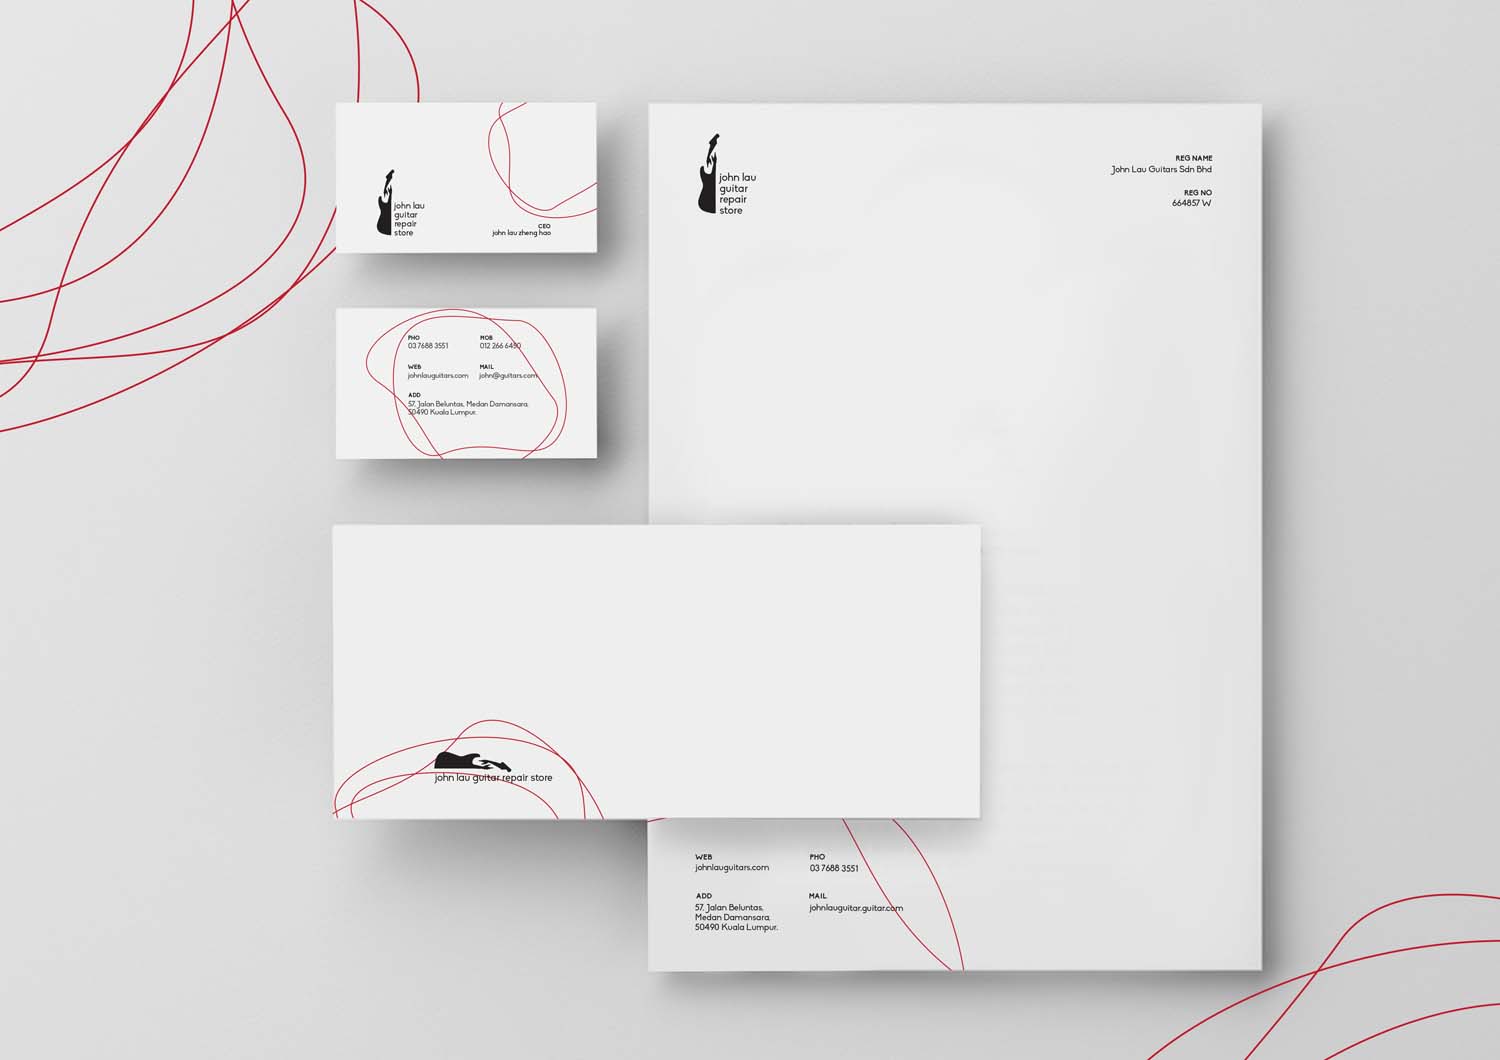 john lau
guitar
repair
store
CEO
john lau zheng hao
PHO
03 7688 3551
MOB
012 266 6450
WEB
johnlauguitars.com
MAIL
john@guitars.com
ADD
57, Jalan Beluntas, Medan Damansara,
50490 Kuala Lumpur.
john lau guitar repair store
john lau
guitar
repair
store
REG NAME
John Lau Guitars Sdn Bhd
REG NO
664857 W
WEB
johnlauguitars.com
PHO
03 7688 3551
ADD
57, Jalan Beluntas,
Medan Damansara,
50490 Kuala Lumpur.
MAIL
johnlauguitar.guitar.com